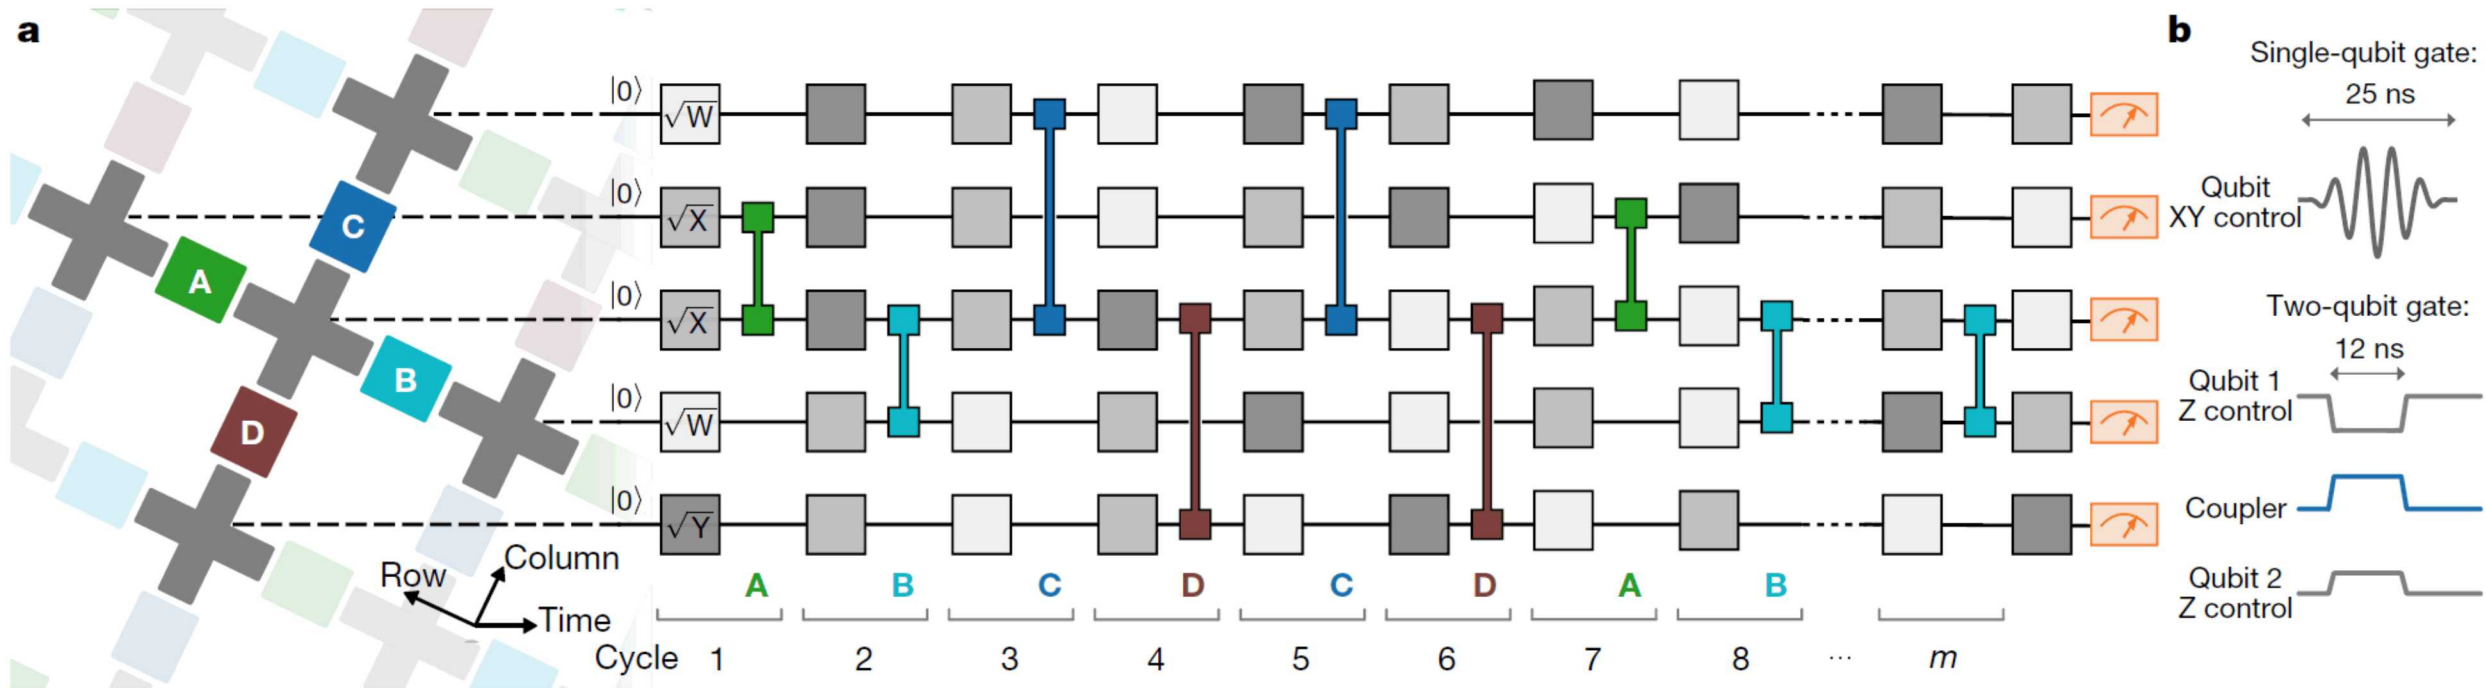 a
C
A
B
D
Row
Column
Time
|0⟩
|0⟩
|0⟩
|0⟩
|0⟩
√W
√X
√X
√W
√Y
A B C D C D A B
Cycle 1 2 3 4 5 6 7 8 ... m
b
Single-qubit gate:
25 ns
Qubit
XY control
Two-qubit gate:
12 ns
Qubit 1
Z control
Coupler
Qubit 2
Z control